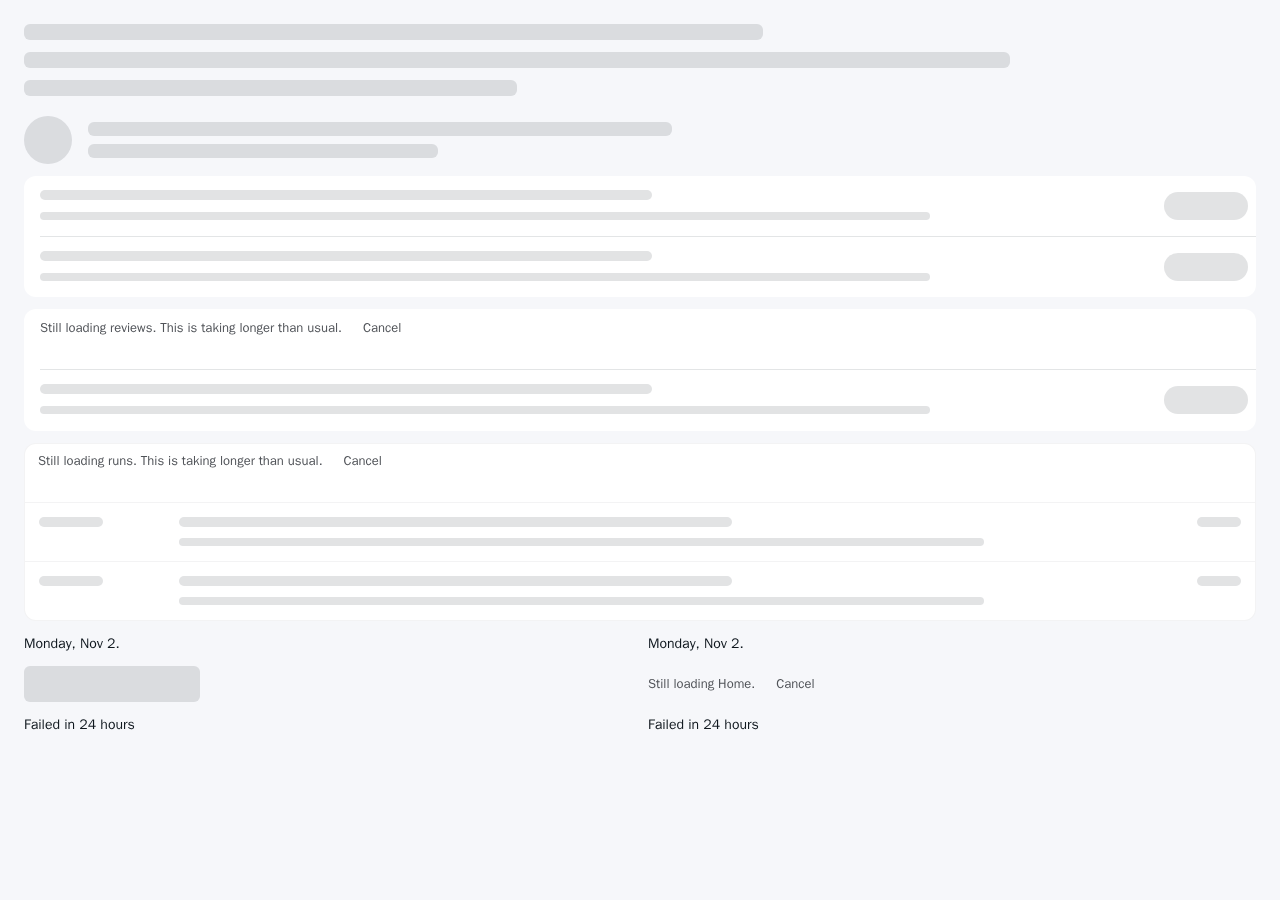 Still loading reviews. This is taking longer than usual. Cancel
Still loading runs. This is taking longer than usual. Cancel
Monday, Nov 2.
Failed in 24 hours
Monday, Nov 2.
Still loading Home. Cancel
Failed in 24 hours